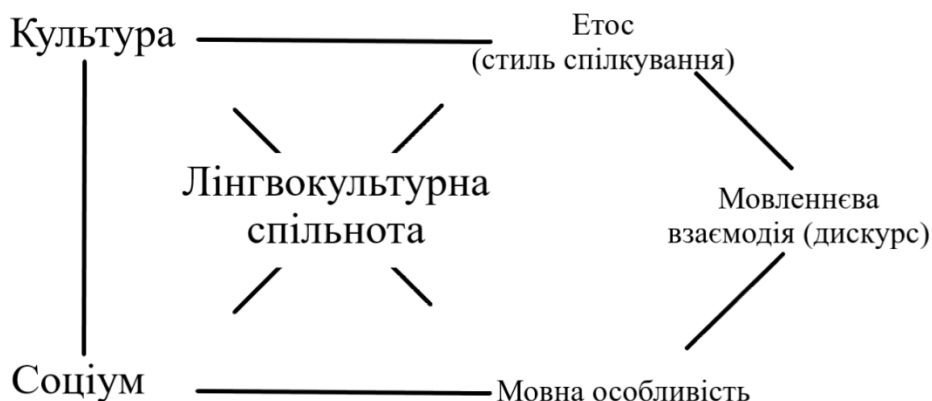 Культура
Етос
(стиль спілкування)
Лінгвокультурна
спільнота
Мовленнєва
взаємодія (дискурс)
Соціум
Мовна особливість